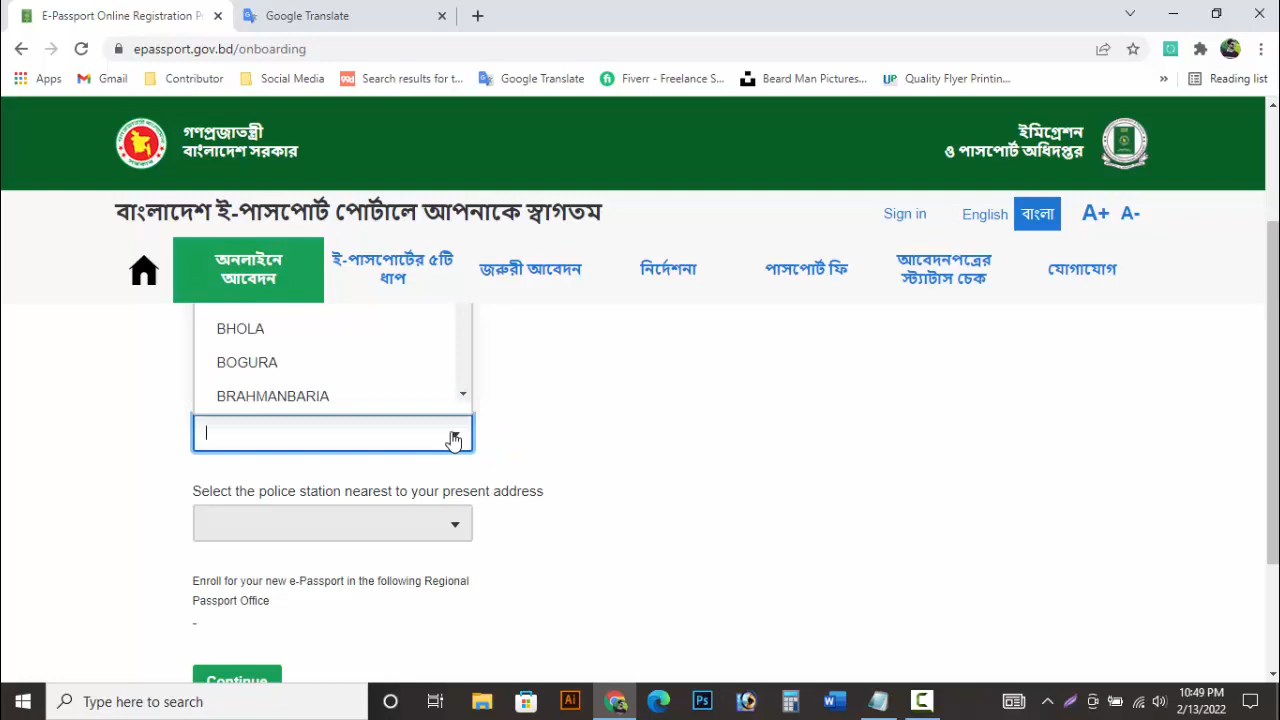 E-Passport Online Registration P
Google Translate
epassport.gov.bd/onboarding
Apps
Gmail
Contributor
Social Media
Search results for t...
Google Translate
Fiverr - Freelance S...
Beard Man Pictures...
UP Quality Flyer Printin...
Reading list
গণপ্রজাতন্ত্রী
বাংলাদেশ সরকার
ইমিগ্রেশন
ও পাসপোর্ট অধিদপ্তর
বাংলাদেশ ই-পাসপোর্ট পোর্টালে আপনাকে স্বাগতম
Sign in
English
বাংলা
A+ A-
অনলাইনে
আবেদন
ই-পাসপোর্টের ৫টি
ধাপ
জরুরী আবেদন
নির্দেশনা
পাসপোর্ট ফি
আবেদনপত্রের
স্ট্যাটাস চেক
যোগাযোগ
BHOLA
BOGURA
BRAHMANBARIA
Select the police station nearest to your present address
Enroll for your new e-Passport in the following Regional
Passport Office
-
Continue
Type here to search
10:49 PM
2/13/2022